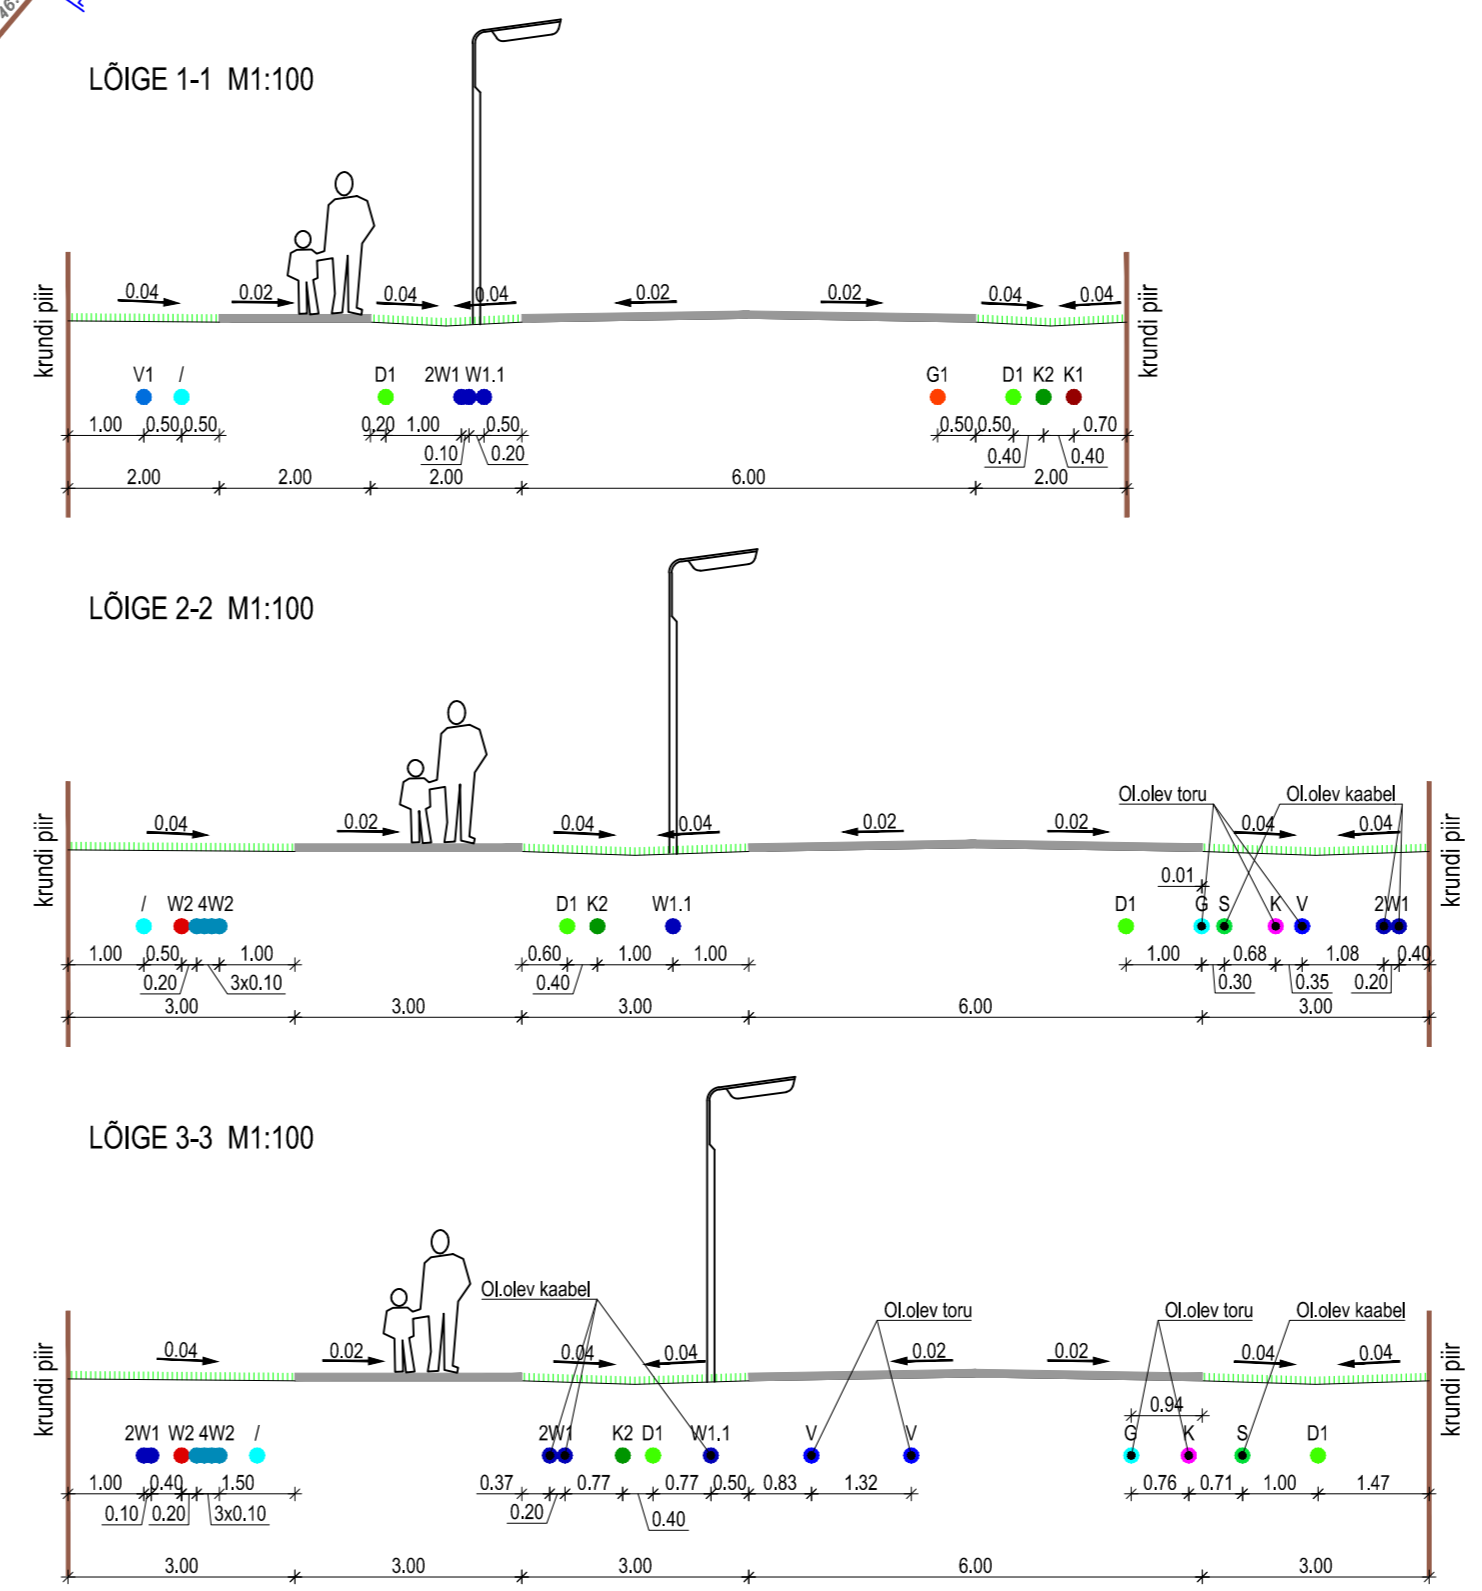 46.
LÕIGE 1-1 M1:100
krundi piir
0.04 0.02 0.04 0.04 0.02 0.02 0.04 0.04
krundi piir
V1 / D1 2W1 W1.1 G1 D1 K2 K1
1.00 0.50 0.50 0.20 1.00 0.50 0.50 0.50 0.70
0.10 0.20 0.40 0.40
2.00 2.00 2.00 6.00 2.00
LÕIGE 2-2 M1:100
Ol.olev toru Ol.olev kaabel
krundi piir
0.04 0.02 0.04 0.04 0.02 0.02 0.04 0.04
krundi piir
0.01
/ W2 4W2 D1 K2 W1.1 D1 G S K V 2W1
1.00 0.50 1.00 0.60 1.00 1.00 1.00 0.68 1.08 0.40
0.20 3x0.10 0.40 0.30 0.35 0.20
3.00 3.00 3.00 6.00 3.00
LÕIGE 3-3 M1:100
Ol.olev kaabel Ol.olev toru Ol.olev toru Ol.olev kaabel
krundi piir
0.04 0.02 0.04 0.04 0.02 0.02 0.04 0.04
krundi piir
0.94
2W1 W2 4W2 / 2W1 K2 D1 W1.1 V V G K S D1
1.00 0.40 1.50 0.37 0.77 0.77 0.50 0.83 1.32 0.76 0.71 1.00 1.47
0.10 0.20 3x0.10 0.20 0.40
3.00 3.00 3.00 6.00 3.00